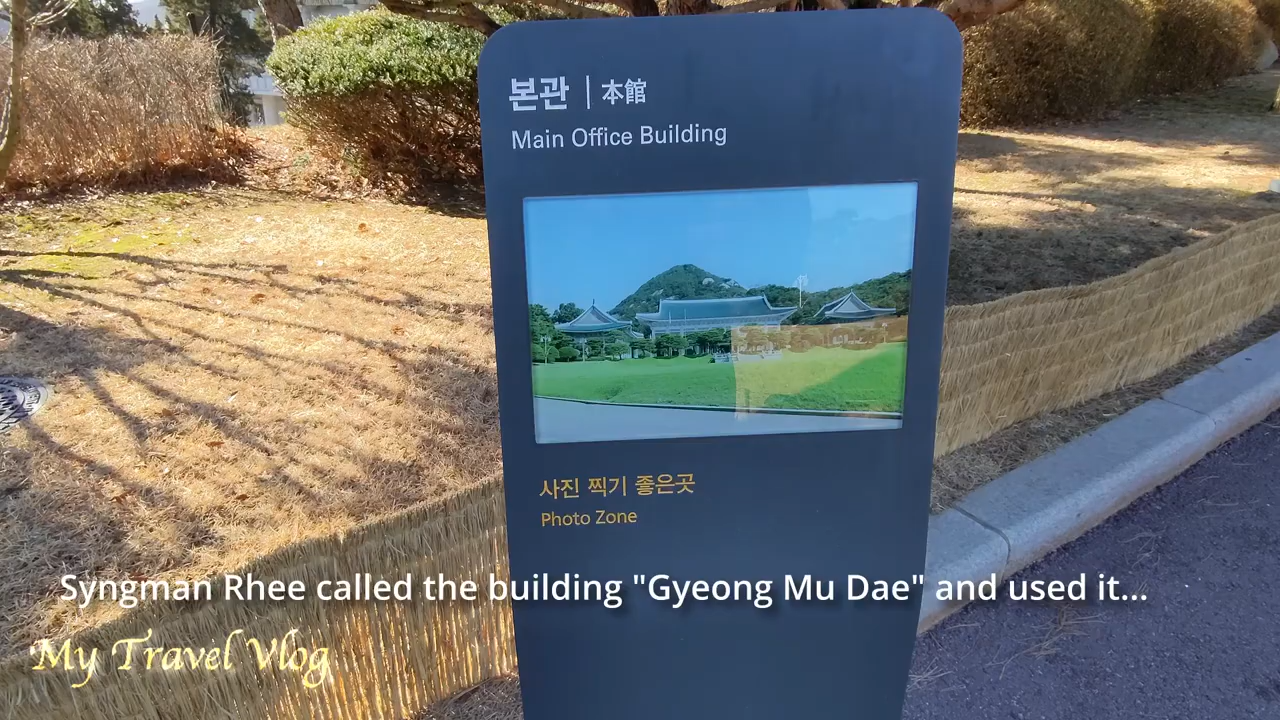 본관 | 本館
Main Office Building
사진 찍기 좋은곳
Photo Zone
Syngman Rhee called the building "Gyeong Mu Dae" and used it...
My Travel Vlog